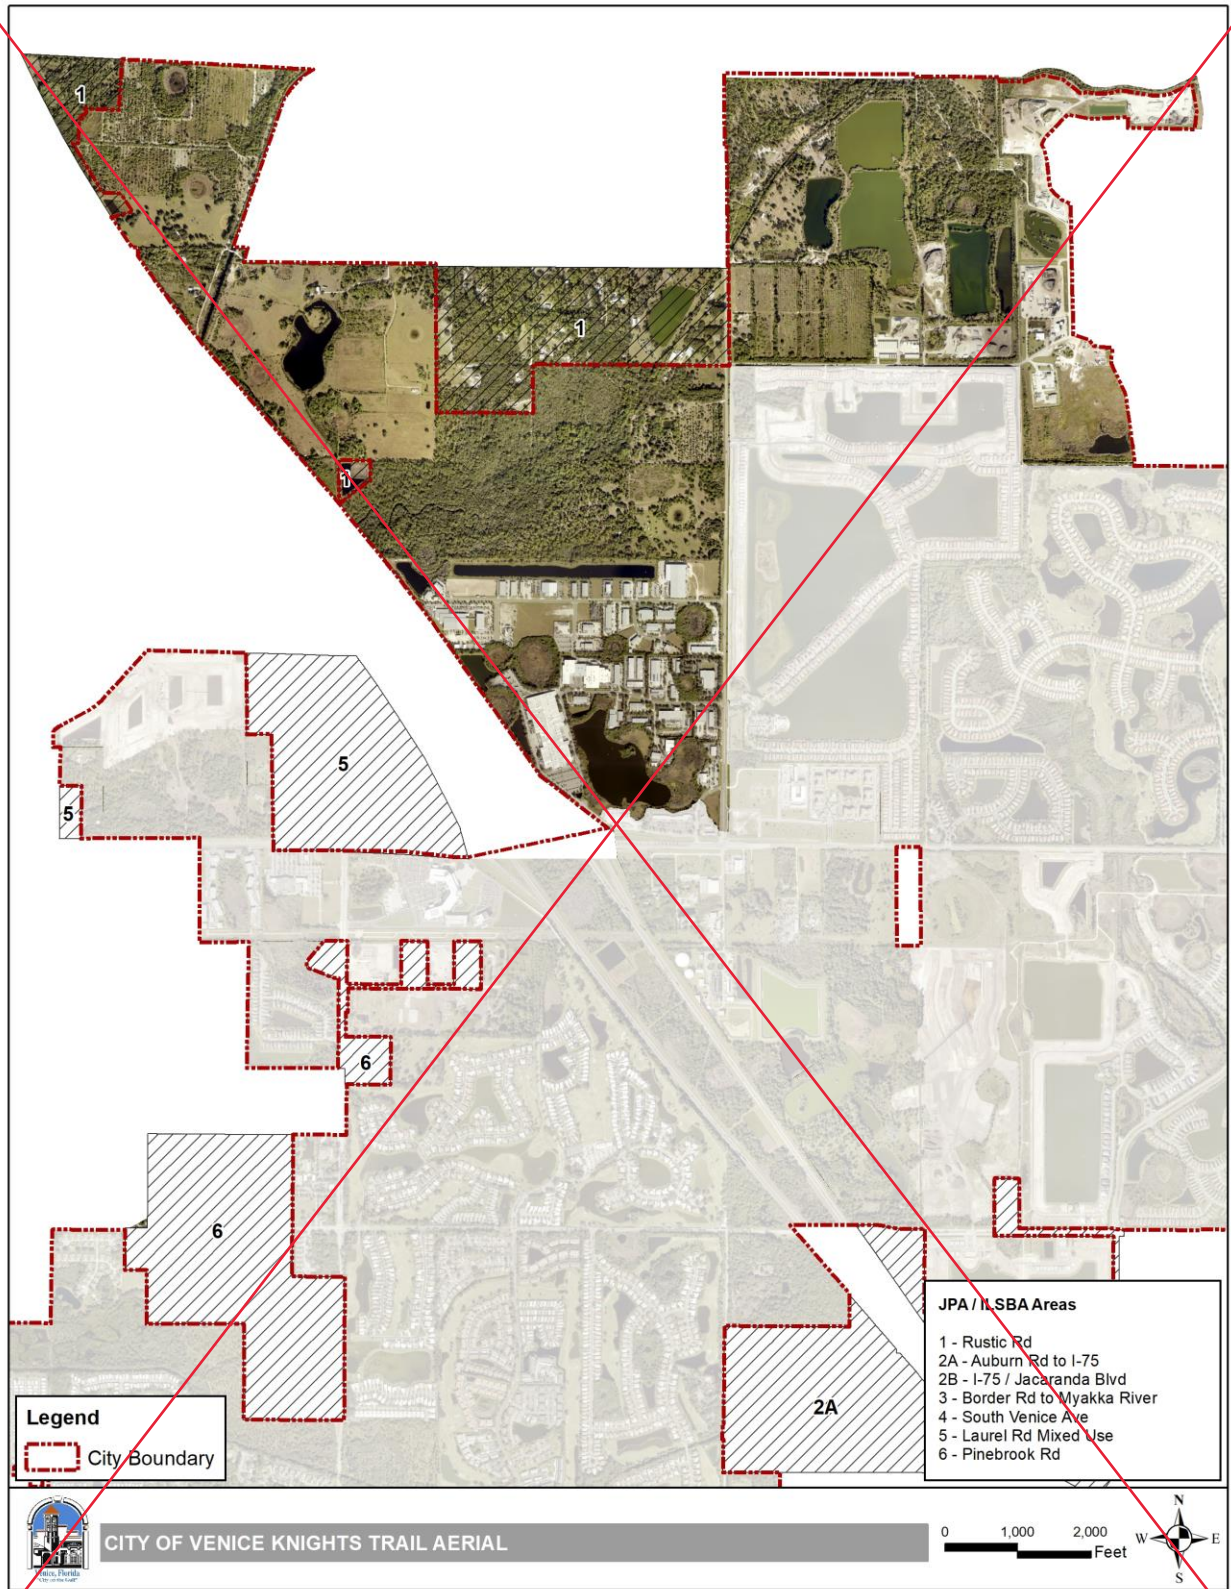 1
1
1
5
5
6
6
2A
JPA / ILSBA Areas
1 - Rustic Rd
2A - Auburn Rd to I-75
2B - I-75 / Jacaranda Blvd
3 - Border Rd to Myakka River
4 - South Venice Ave
5 - Laurel Rd Mixed Use
6 - Pinebrook Rd
Legend
City Boundary
Venice, Florida
CITY OF VENICE KNIGHTS TRAIL AERIAL
0 1,000 2,000
Feet
N
W E
S